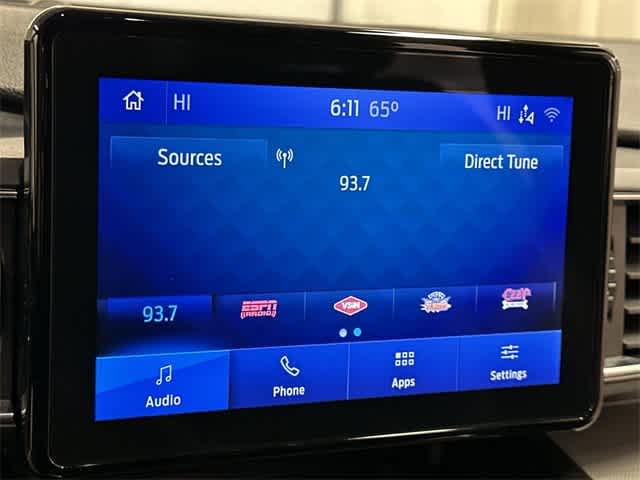 HI 6:11 65° HI
Sources Direct Tune
93.7
93.7 ESPN VSiN Ozzy's
RADIO
Audio Phone Apps Settings